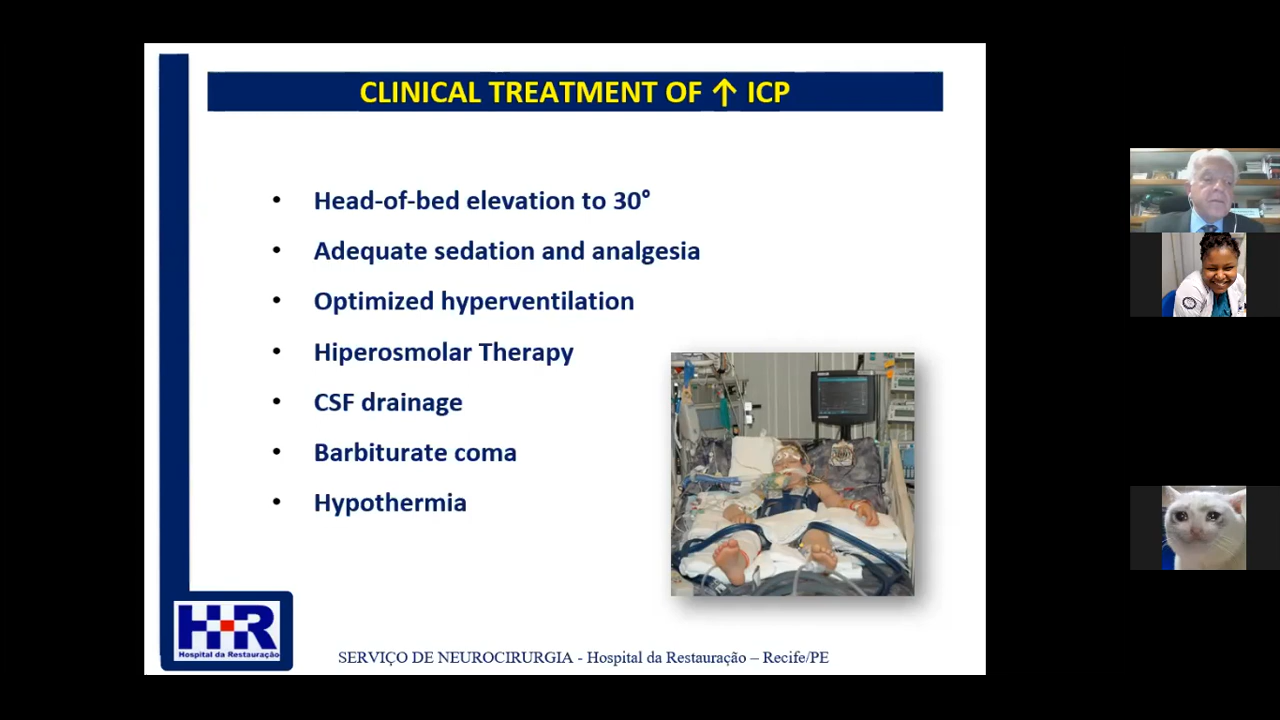 CLINICAL TREATMENT OF ↑ ICP
• Head-of-bed elevation to 30°
• Adequate sedation and analgesia
• Optimized hyperventilation
• Hiperosmolar Therapy
• CSF drainage
• Barbiturate coma
• Hypothermia
H+R
Hospital da Restauração
SERVIÇO DE NEUROCIRURGIA - Hospital da Restauração – Recife/PE